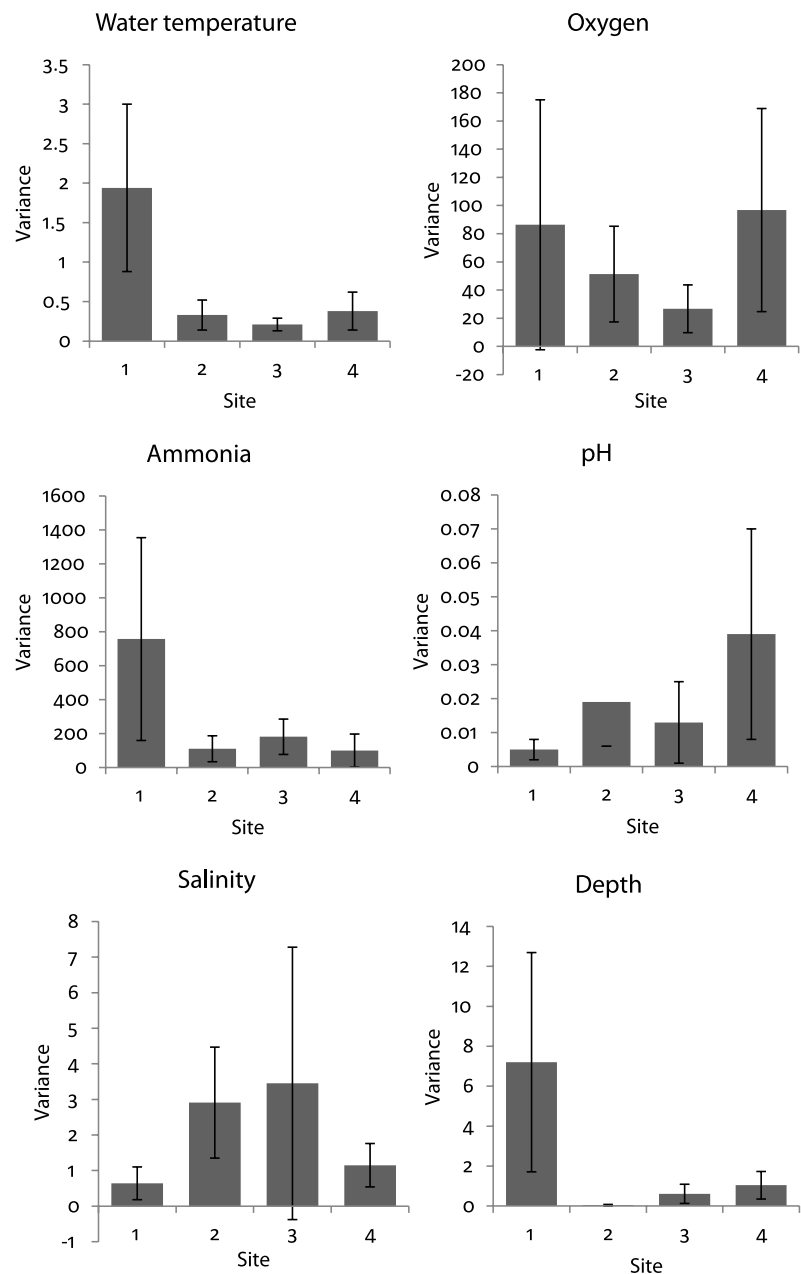 Water temperature
3.5
3
2.5
2
1.5
1
0.5
0
Variance
1 2 3 4
Site
Oxygen
200
180
160
140
120
100
80
60
40
20
0
-20
Variance
1 2 3 4
Site
Ammonia
1600
1400
1200
1000
800
600
400
200
0
Variance
1 2 3 4
Site
pH
0.08
0.07
0.06
0.05
0.04
0.03
0.02
0.01
0
Variance
1 2 3 4
Site
Salinity
8
7
6
5
4
3
2
1
0
-1
Variance
1 2 3 4
Site
Depth
14
12
10
8
6
4
2
0
Variance
1 2 3 4
Site